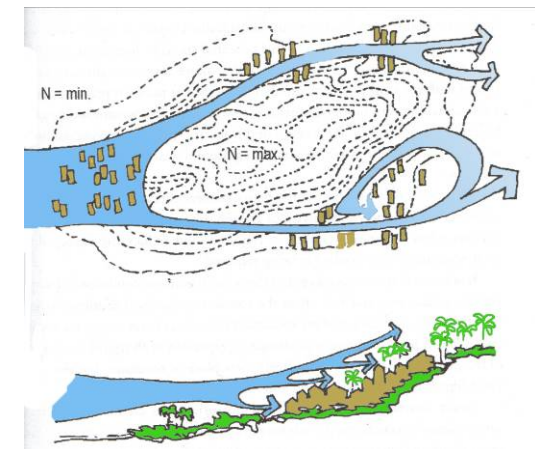 N = min.
N = max.